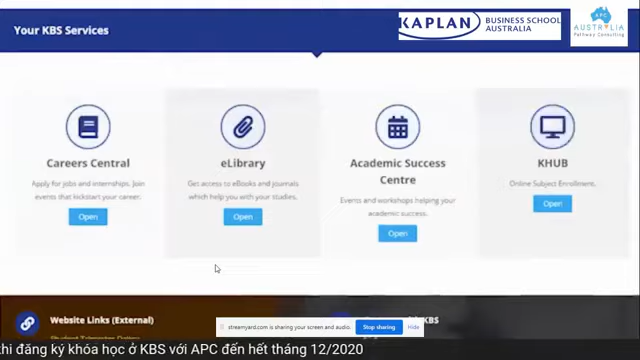 Your KBS Services
KAPLAN
BUSINESS SCHOOL
AUSTRALIA
APC
AUSTRALIA
Pathway Consulting
Careers Central
Apply for jobs and internships. Join
events that kickstart your career.
Open
eLibrary
Get access to eBooks and journals
which help you with your studies.
Open
Academic Success
Centre
Events and workshops helping your
academic success.
Open
KHUB
Online Subject Enrollment.
Open
Website Links (External)
streamyard.com is sharing your screen and audio.
Stop sharing
Hide
khi đăng ký khóa học ở KBS với APC đến hết tháng 12/2020